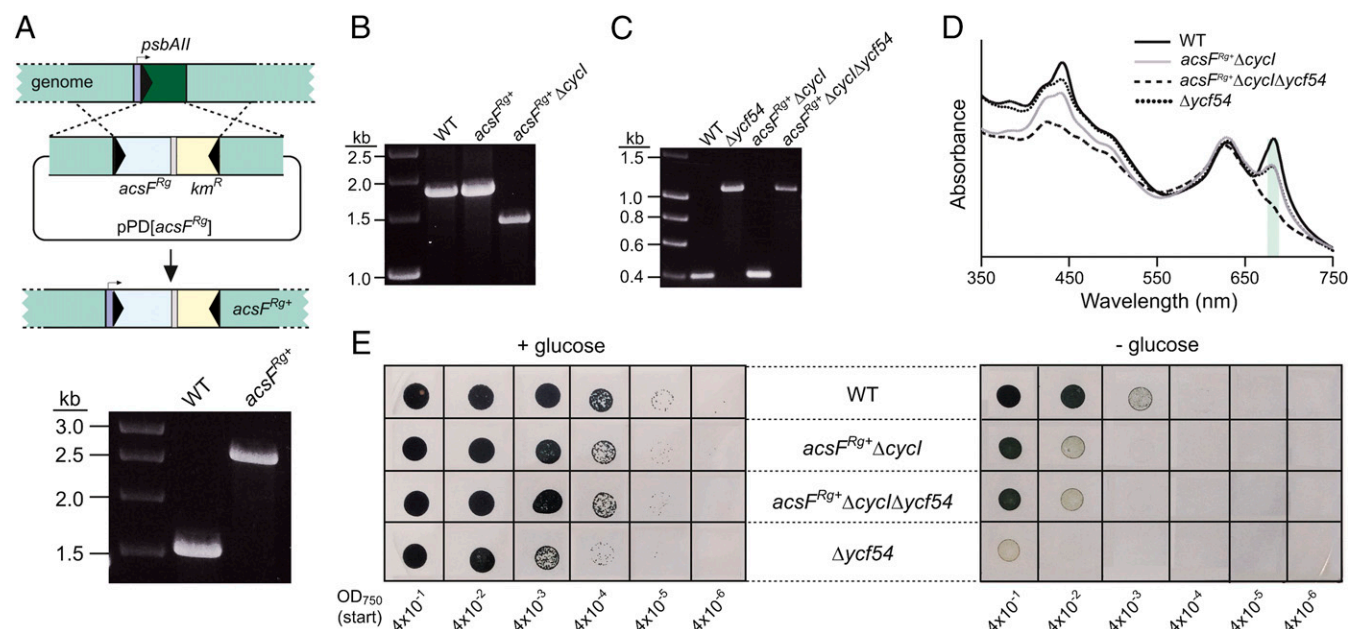 A
psbAII
genome
acsF^Rg km^R
pPD[acsF^Rg]
acsF^Rg+
kb
WT acsF^Rg+
3.0
2.5
2.0
1.5
B
WT acsF^Rg+ acsF^Rg+ΔcycI
kb
2.5
2.0
1.5
1.0
C
WT Δycf54 acsF^Rg+ΔcycI acsF^Rg+ΔcycIΔycf54
kb
1.5
1.0
0.8
0.6
0.4
D
WT
acsF^Rg+ΔcycI
acsF^Rg+ΔcycIΔycf54
Δycf54
Absorbance
350 450 550 650 750
Wavelength (nm)
E
+ glucose - glucose
WT
acsF^Rg+ΔcycI
acsF^Rg+ΔcycIΔycf54
Δycf54
OD₇₅₀
(start)
4x10⁻¹ 4x10⁻² 4x10⁻³ 4x10⁻⁴ 4x10⁻⁵ 4x10⁻⁶
4x10⁻¹ 4x10⁻² 4x10⁻³ 4x10⁻⁴ 4x10⁻⁵ 4x10⁻⁶